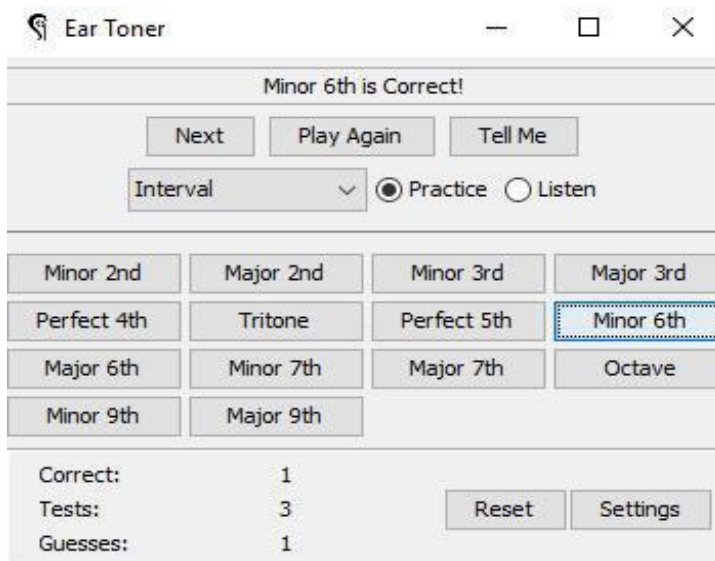 Ear Toner
Minor 6th is Correct!
Next Play Again Tell Me
Interval Practice Listen
Minor 2nd Major 2nd Minor 3rd Major 3rd
Perfect 4th Tritone Perfect 5th Minor 6th
Major 6th Minor 7th Major 7th Octave
Minor 9th Major 9th
Correct: 1
Tests: 3 Reset Settings
Guesses: 1